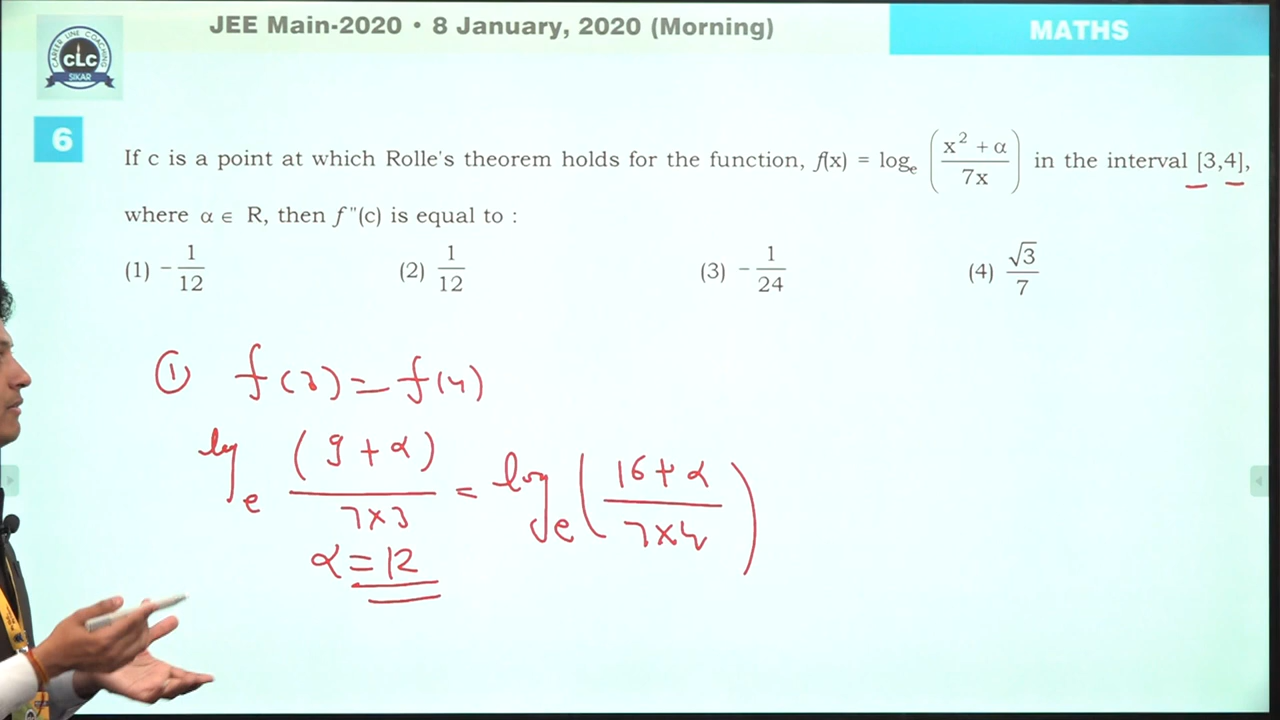 JEE Main-2020 • 8 January, 2020 (Morning)
MATHS
CAREER LINE COACHING
CLC
SIKAR
6
If c is a point at which Rolle's theorem holds for the function, f(x) = logₑ ((x² + α)/(7x)) in the interval [3,4],
where α ∈ R, then f "(c) is equal to :
(1) −1/12 (2) 1/12 (3) −1/24 (4) √3/7
① f(3) = f(4)
logₑ (9+α)/(7×3) = logₑ ((16+α)/(7×4))
α = 12